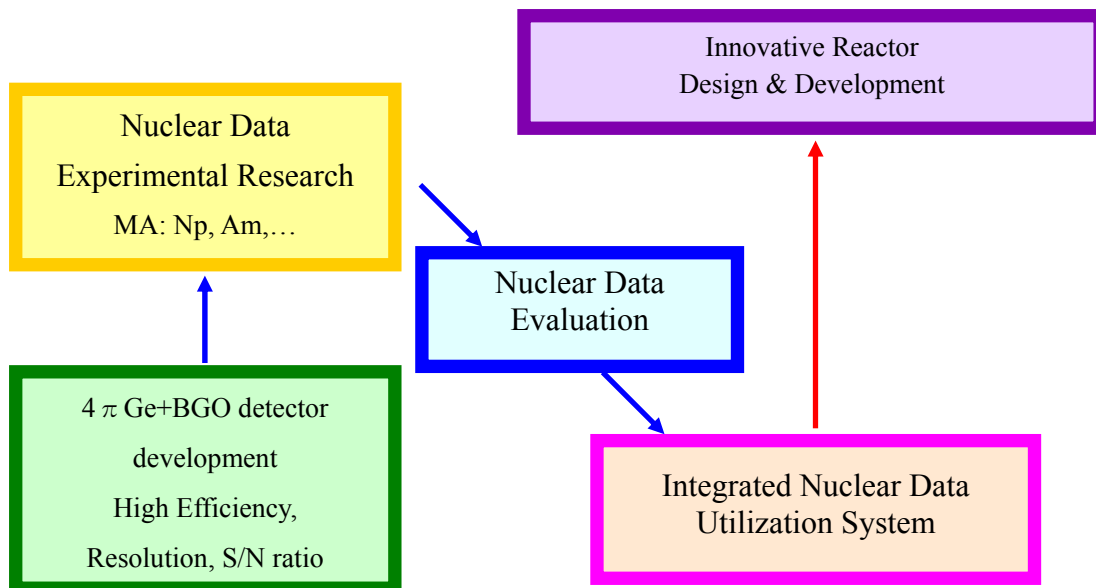 Innovative Reactor
Design & Development
Nuclear Data
Experimental Research
MA: Np, Am,…
Nuclear Data
Evaluation
4 π Ge+BGO detector
development
High Efficiency,
Resolution, S/N ratio
Integrated Nuclear Data
Utilization System